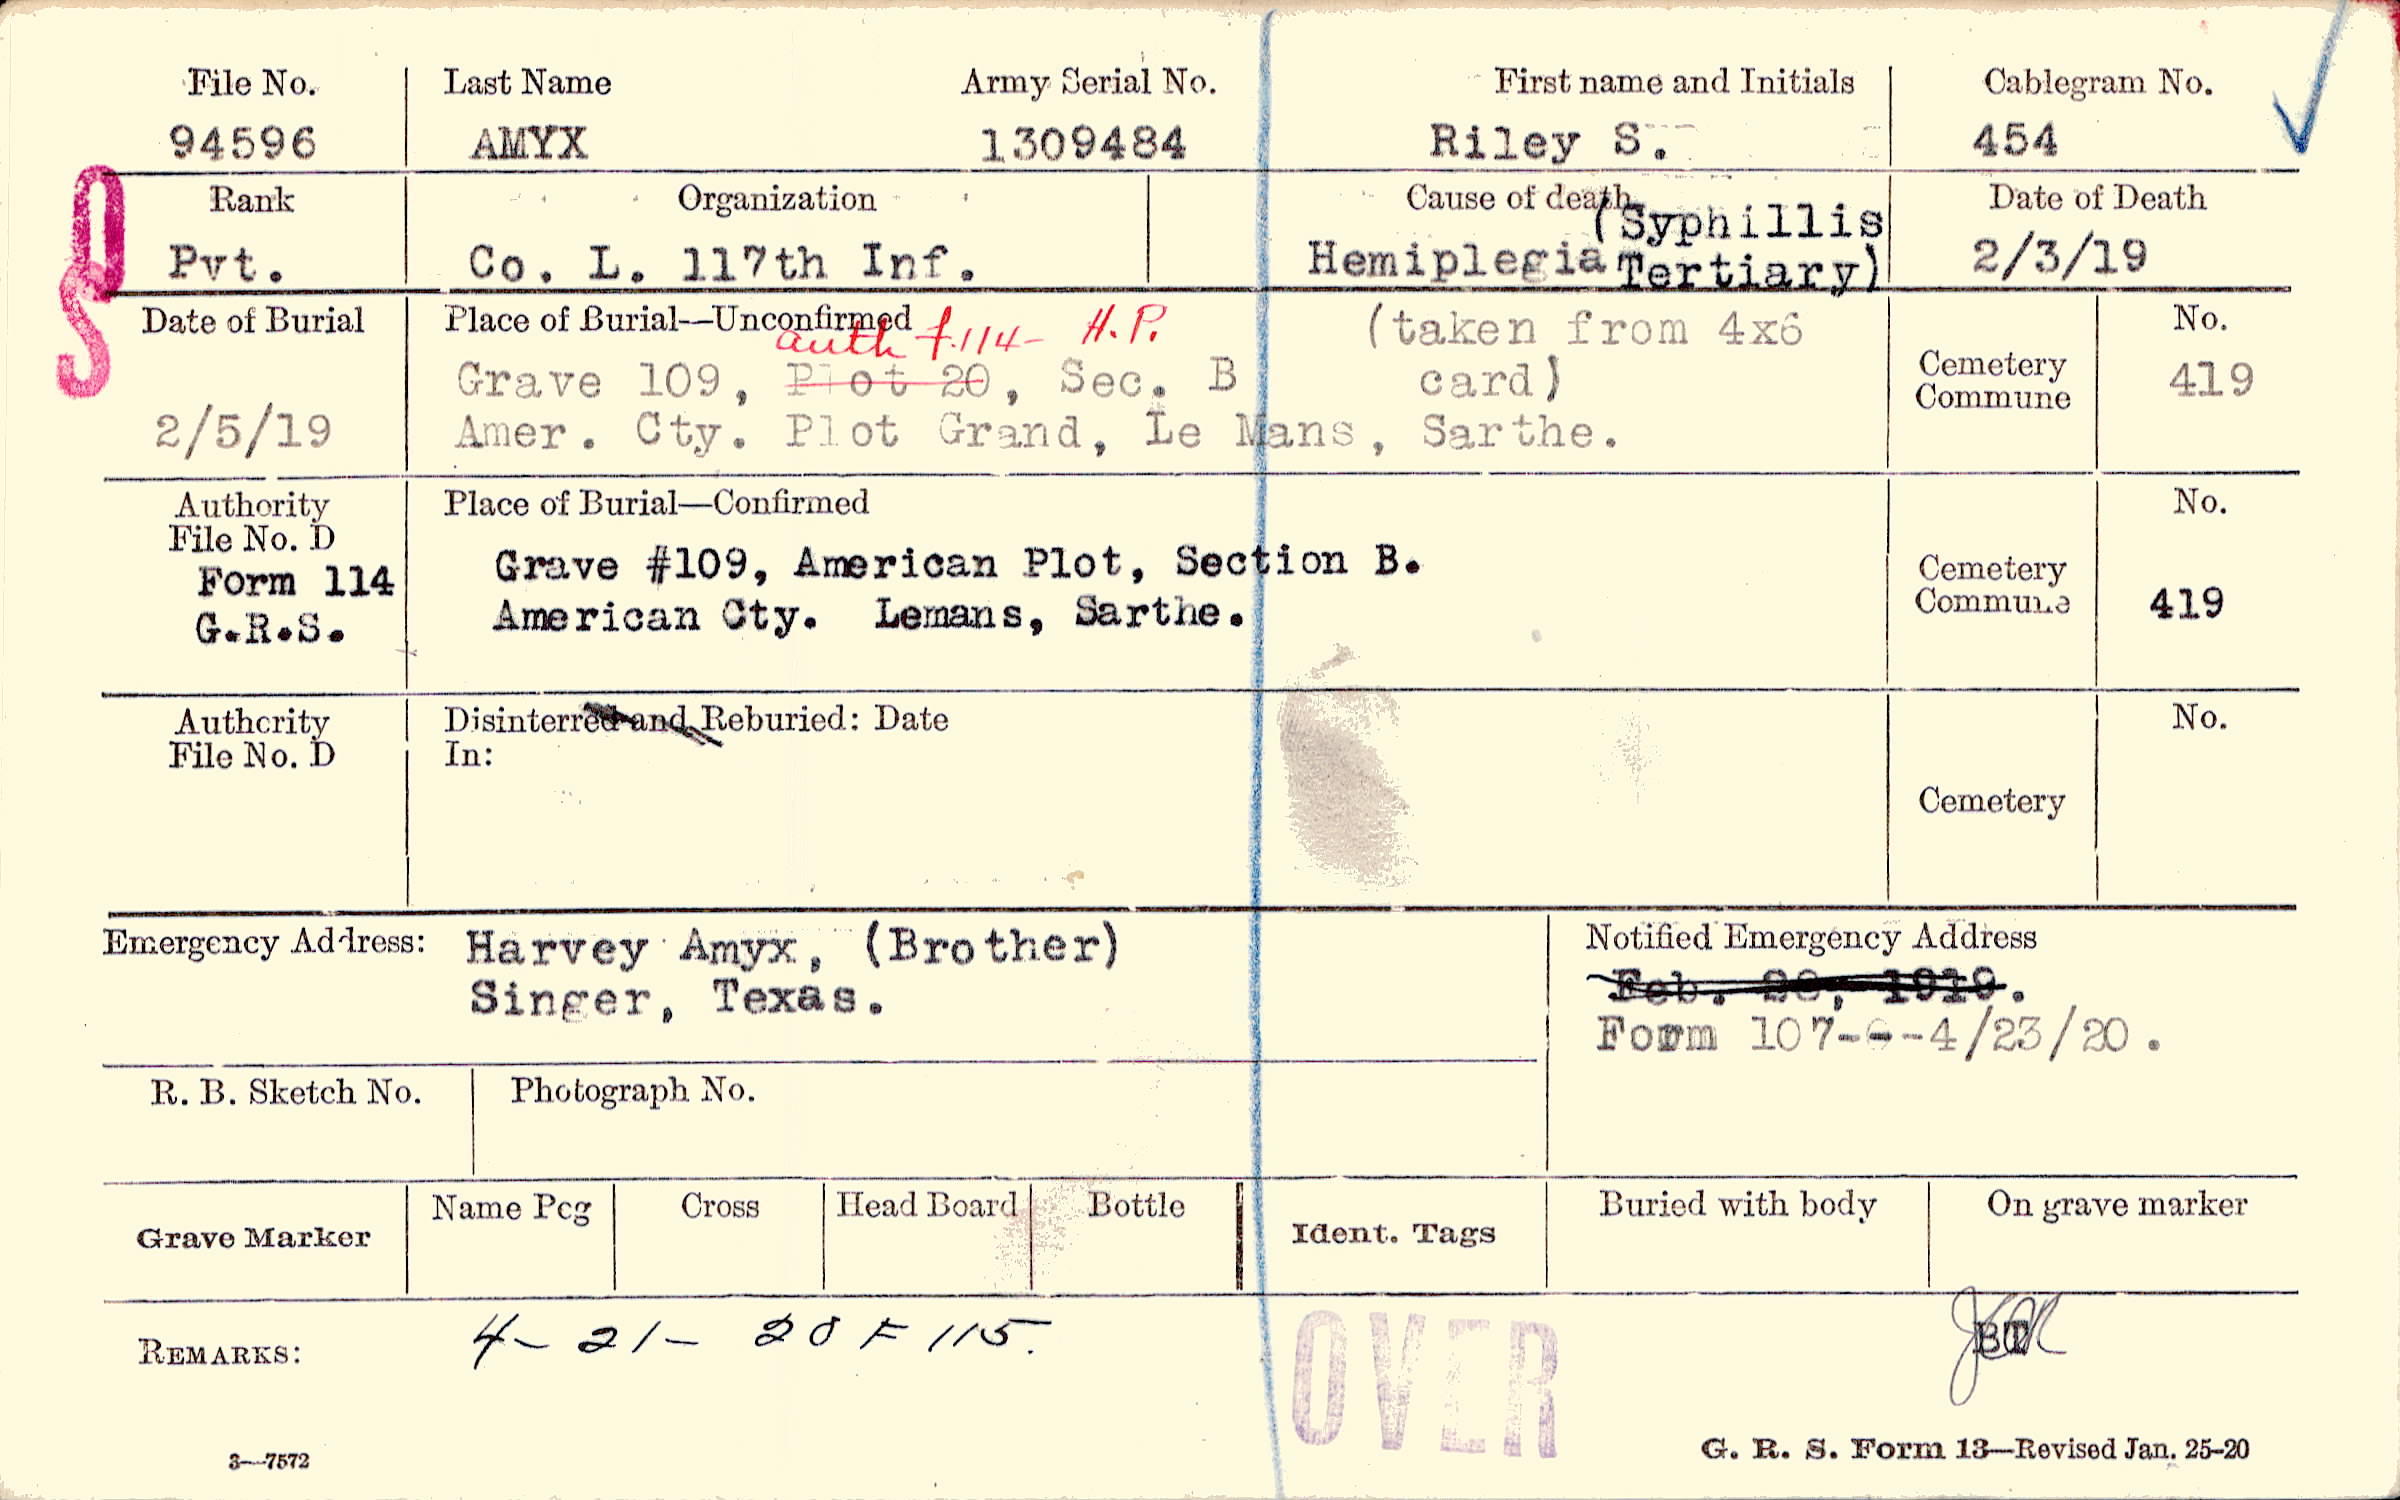 File No. Last Name Army Serial No. First name and Initials Cablegram No.
94596 AMYX 1309484 Riley S. 454
Rank Organization Cause of death Date of Death
(Syphillis
Pvt. Co. L. 117th Inf. Hemiplegia Tertiary) 2/3/19
OS
Date of Burial Place of Burial—Unconfirmed (taken from 4x6 No.
auth f.114- H.P.
Grave 109, Plot 20, Sec. B card) Cemetery Commune 419
2/5/19 Amer. Cty. Plot Grand, Le Mans, Sarthe.
Authority Place of Burial—Confirmed No.
File No. D
Form 114 Grave #109, American Plot, Section B. Cemetery
G.R.S. American Cty. Lemans, Sarthe. Commune 419
Authority Disinterred and Reburied: Date No.
File No. D In:
Cemetery
Emergency Address: Harvey Amyx, (Brother) Notified Emergency Address
Singer, Texas. Feb. 28, 1919.
Form 107---4/23/20.
R. B. Sketch No. Photograph No.
Grave Marker Name Peg Cross Head Board Bottle Ident. Tags Buried with body On grave marker
REMARKS: 4- 21- 20 F 115. BT
OVER
3—7572 G. R. S. Form 13—Revised Jan. 25-20